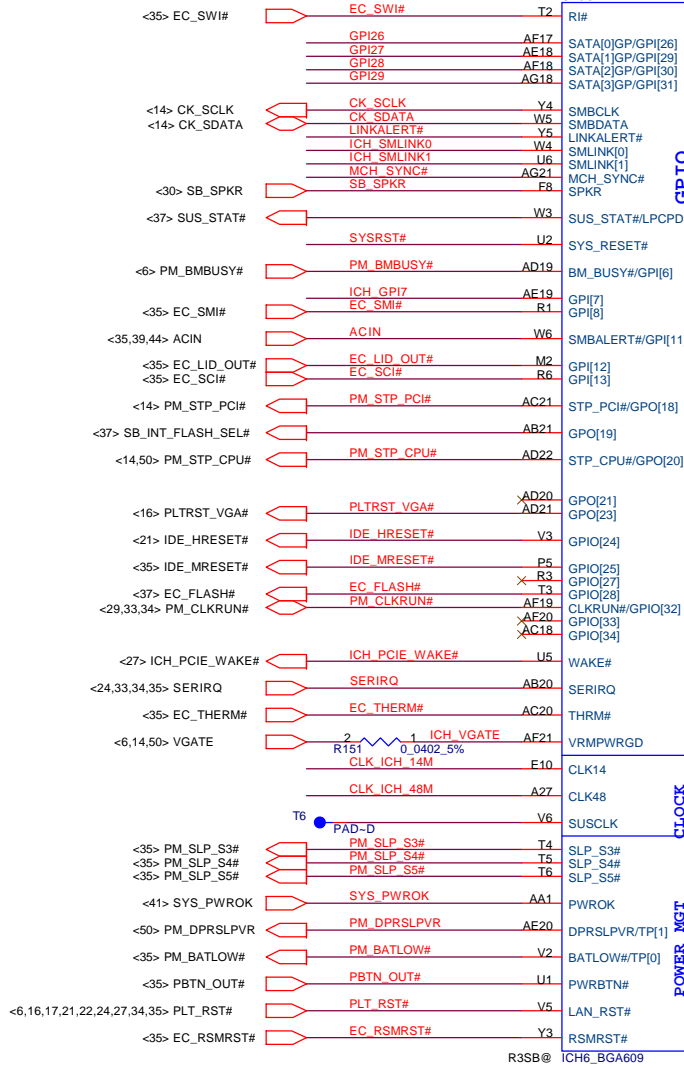 <35> EC_SWI# EC_SWI# T2 RI#
GPI26 AF17 SATA[0]GP/GPI[26]
GPI27 AE18 SATA[1]GP/GPI[29]
GPI28 AF18 SATA[2]GP/GPI[30]
GPI29 AG18 SATA[3]GP/GPI[31]
<14> CK_SCLK CK_SCLK Y4 SMBCLK
<14> CK_SDATA CK_SDATA W5 SMBDATA
LINKALERT# Y5 LINKALERT#
ICH_SMLINK0 W4 SMLINK[0]
ICH_SMLINK1 U6 SMLINK[1]
MCH_SYNC# AG21 MCH_SYNC#
<30> SB_SPKR SB_SPKR F8 SPKR
GPIO
<37> SUS_STAT# W3 SUS_STAT#/LPCPD
SYSRST# U2 SYS_RESET#
<6> PM_BMBUSY# PM_BMBUSY# AD19 BM_BUSY#/GPI[6]
ICH_GPI7 AE19 GPI[7]
<35> EC_SMI# EC_SMI# R1 GPI[8]
<35,39,44> ACIN ACIN W6 SMBALERT#/GPI[11
<35> EC_LID_OUT# EC_LID_OUT# M2 GPI[12]
<35> EC_SCI# EC_SCI# R6 GPI[13]
<14> PM_STP_PCI# PM_STP_PCI# AC21 STP_PCI#/GPO[18]
<37> SB_INT_FLASH_SEL# AB21 GPO[19]
<14,50> PM_STP_CPU# PM_STP_CPU# AD22 STP_CPU#/GPO[20]
AD20 GPO[21]
<16> PLTRST_VGA# PLTRST_VGA# AD21 GPO[23]
<21> IDE_HRESET# IDE_HRESET# V3 GPIO[24]
<35> IDE_MRESET# IDE_MRESET# P5 GPIO[25]
R3 GPIO[27]
<37> EC_FLASH# EC_FLASH# T3 GPIO[28]
<29,33,34> PM_CLKRUN# PM_CLKRUN# AF19 CLKRUN#/GPIO[32]
AF20 GPIO[33]
AC18 GPIO[34]
<27> ICH_PCIE_WAKE# ICH_PCIE_WAKE# U5 WAKE#
<24,33,34,35> SERIRQ SERIRQ AB20 SERIRQ
<35> EC_THERM# EC_THERM# AC20 THRM#
<6,14,50> VGATE 2 1 ICH_VGATE AF21 VRMPWRGD
R151 0_0402_5%
CLK_ICH_14M E10 CLK14
CLK_ICH_48M A27 CLK48
CLOCK
T6 PAD~D V6 SUSCLK
<35> PM_SLP_S3# PM_SLP_S3# T4 SLP_S3#
<35> PM_SLP_S4# PM_SLP_S4# T5 SLP_S4#
<35> PM_SLP_S5# PM_SLP_S5# T6 SLP_S5#
<41> SYS_PWROK SYS_PWROK AA1 PWROK
<50> PM_DPRSLPVR PM_DPRSLPVR AE20 DPRSLPVR/TP[1]
<35> PM_BATLOW# PM_BATLOW# V2 BATLOW#/TP[0]
POWER MGT
<35> PBTN_OUT# PBTN_OUT# U1 PWRBTN#
<6,16,17,21,22,24,27,34,35> PLT_RST# PLT_RST# V5 LAN_RST#
<35> EC_RSMRST# EC_RSMRST# Y3 RSMRST#
R3SB@ ICH6_BGA609